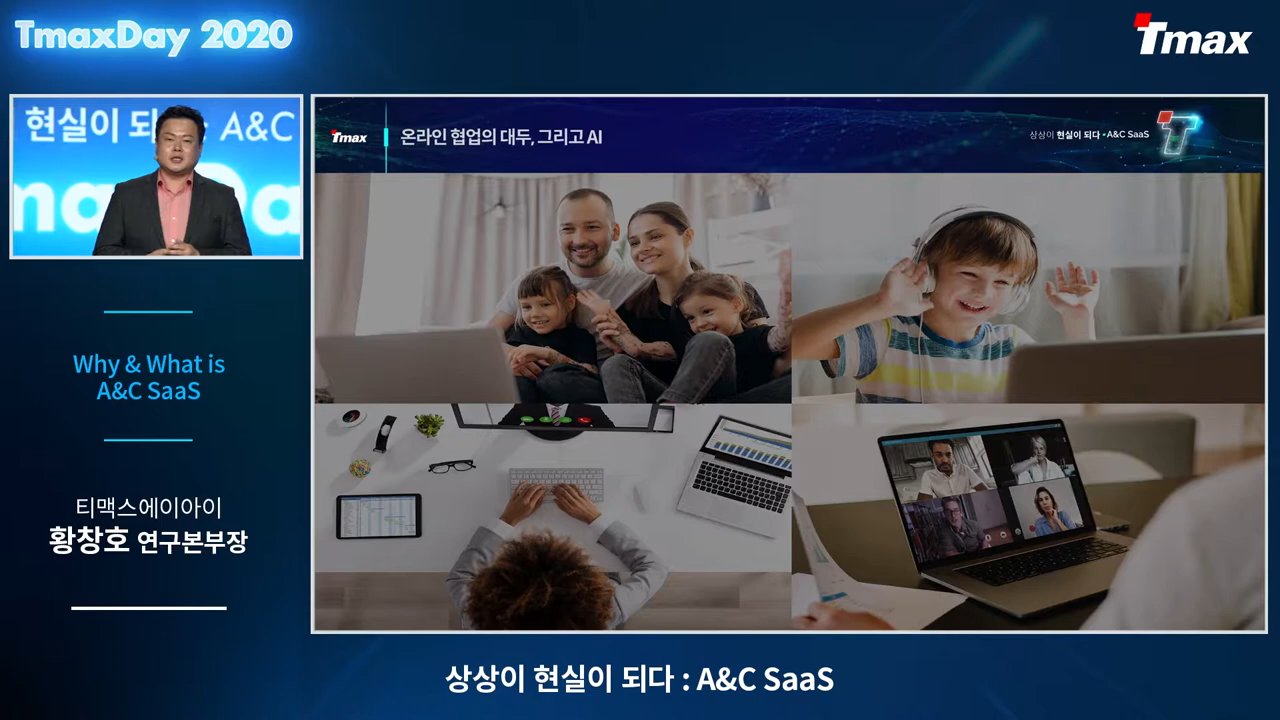 TmaxDay 2020
Tmax
현실이 되 A&C
Tmax
온라인 협업의 대두, 그리고 AI
상상이 현실이 되다 • A&C SaaS
Why & What is
A&C SaaS
티맥스에이아이
황창호 연구본부장
상상이 현실이 되다 : A&C SaaS